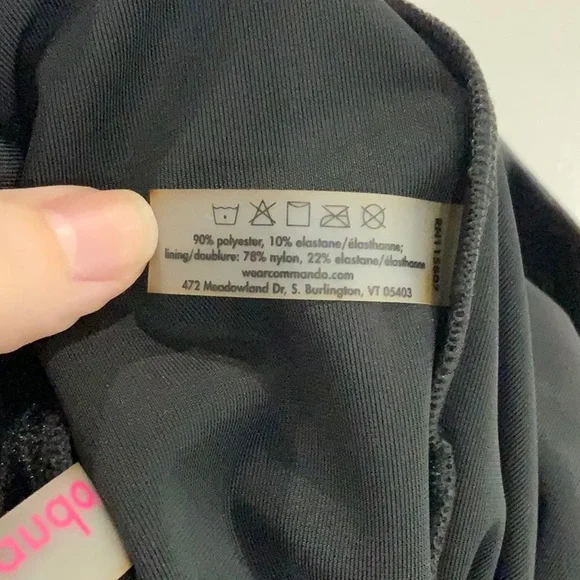 90% polyester, 10% elastane/élasthanne;
lining/doublure: 78% nylon, 22% elastane/élasthanne
wearcommando.com
472 Meadowland Dr, S. Burlington, VT 05403